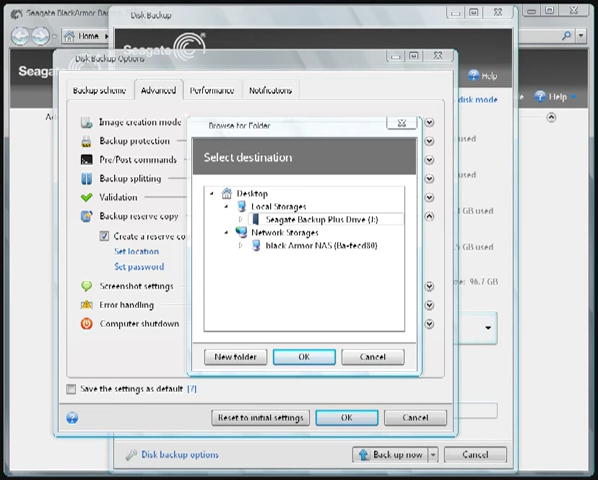 Seagate BlackArmor Ba
Disk Backup
Home
Seagate
Seagate
Disk Backup Options
Help
Help
Backup scheme
Advanced
Performance
Notifications
disk mode
Image creation mode
Browse for Folder
Backup protection
used
Pre/Post commands
Select destination
Backup splitting
used
Validation
Desktop
Backup reserve copy
Local Storages
GB used
Create a reserve co
Seagate Backup Plus Drive (J:)
Set location
Network Storages
GB used
Set password
black Armor NAS (Ba-tecd80)
Screenshot settings
96.7 GB
Error handling
Computer shutdown
New folder
OK
Cancel
Save the settings as default [?]
Reset to initial settings
OK
Cancel
Disk backup options
Back up now
Cancel